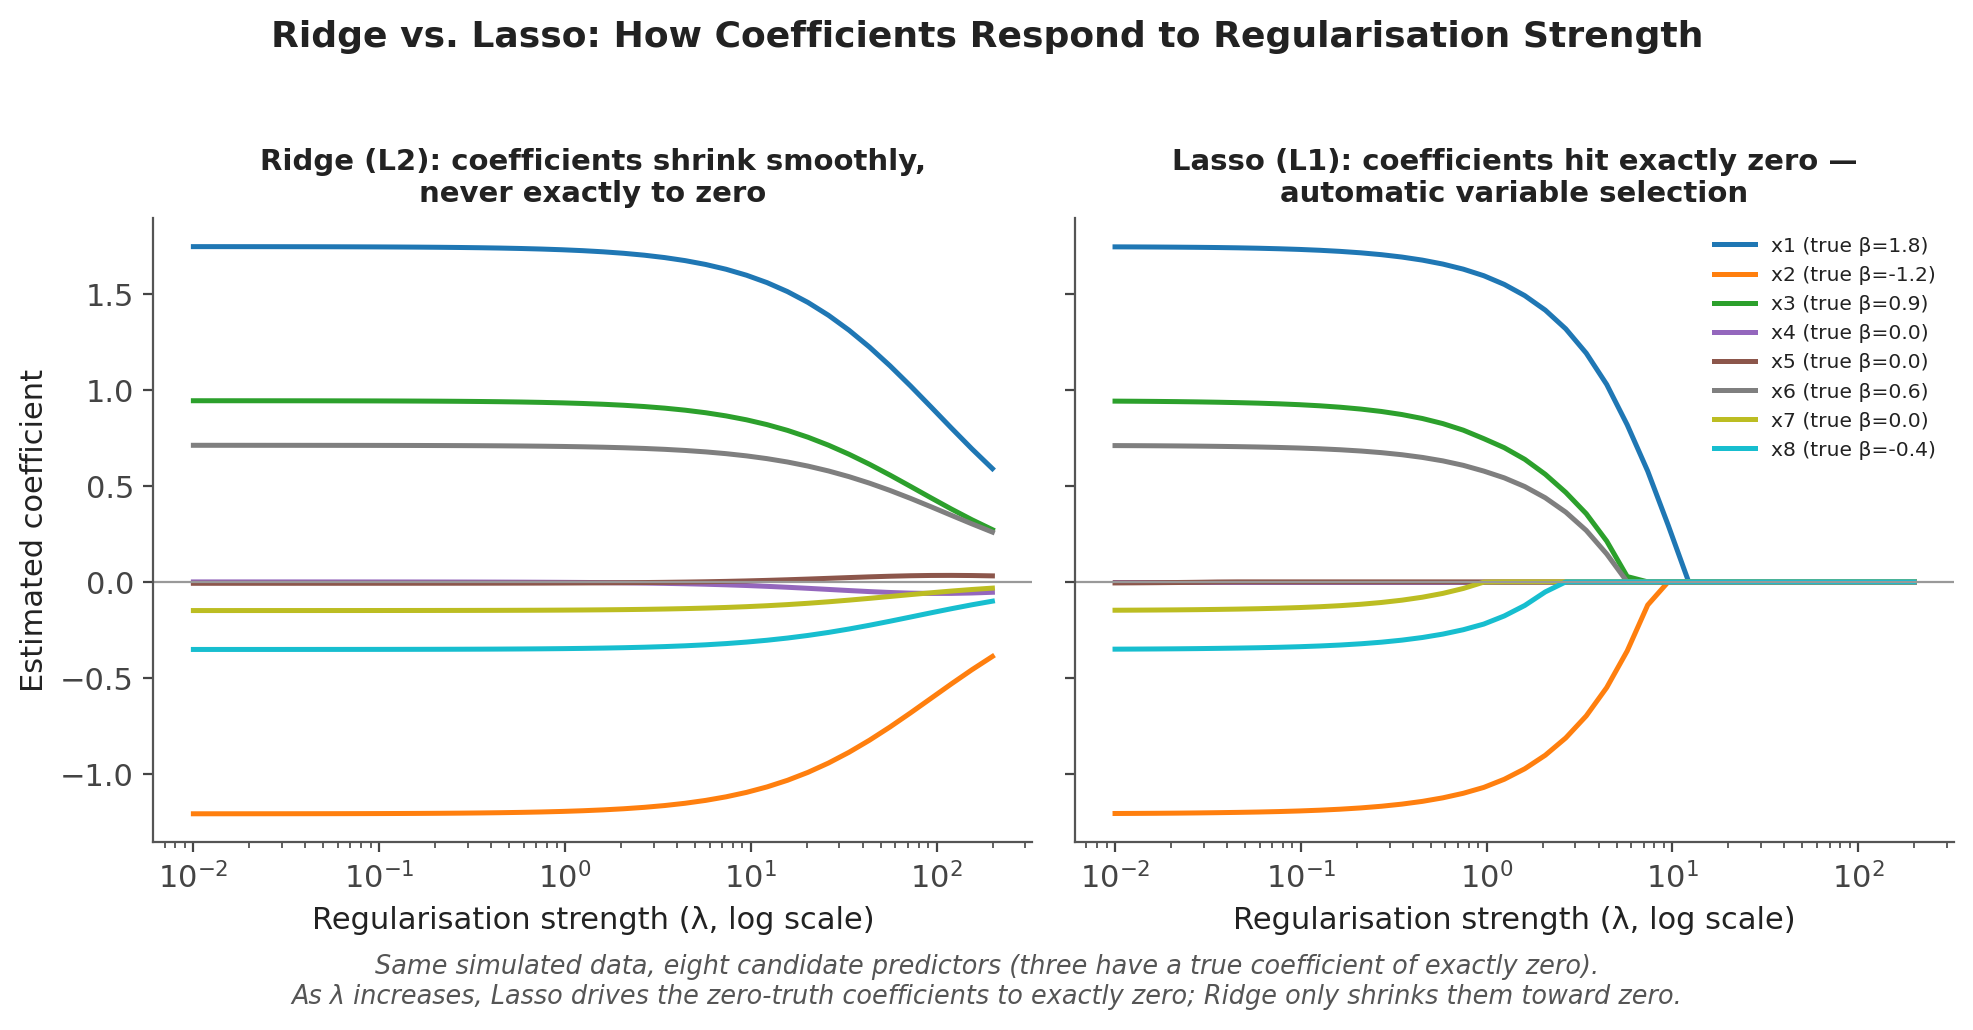 Ridge vs. Lasso: How Coefficients Respond to Regularisation Strength
Ridge (L2): coefficients shrink smoothly,
never exactly to zero
Estimated coefficient
1.5
1.0
0.5
0.0
−0.5
−1.0
10⁻² 10⁻¹ 10⁰ 10¹ 10²
Regularisation strength (λ, log scale)
Lasso (L1): coefficients hit exactly zero —
automatic variable selection
x1 (true β=1.8)
x2 (true β=-1.2)
x3 (true β=0.9)
x4 (true β=0.0)
x5 (true β=0.0)
x6 (true β=0.6)
x7 (true β=0.0)
x8 (true β=-0.4)
10⁻² 10⁻¹ 10⁰ 10¹ 10²
Regularisation strength (λ, log scale)
Same simulated data, eight candidate predictors (three have a true coefficient of exactly zero).
As λ increases, Lasso drives the zero-truth coefficients to exactly zero; Ridge only shrinks them toward zero.